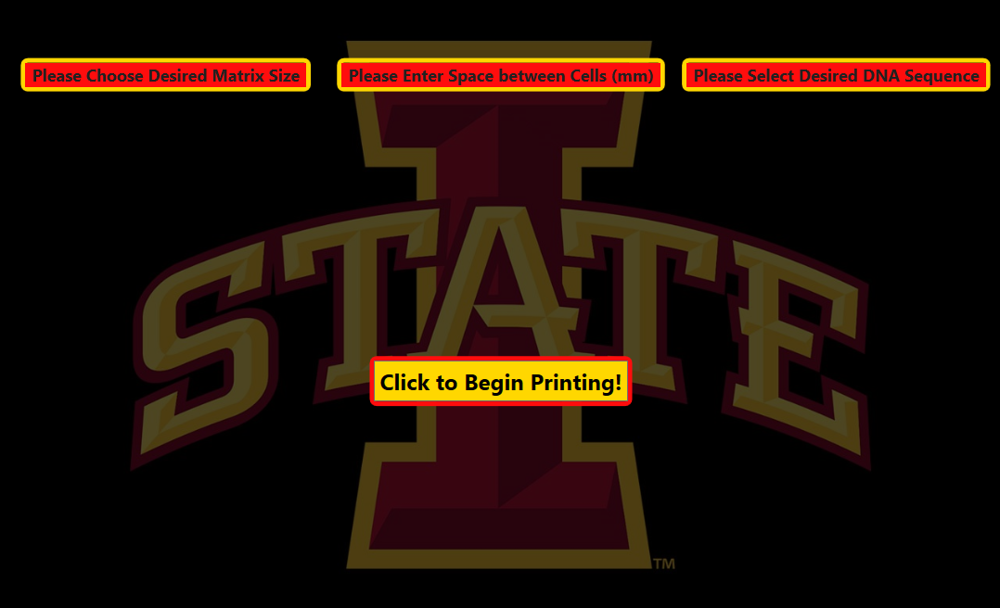 Please Choose Desired Matrix Size
Please Enter Space between Cells (mm)
Please Select Desired DNA Sequence
I
STATE
Click to Begin Printing!
TM